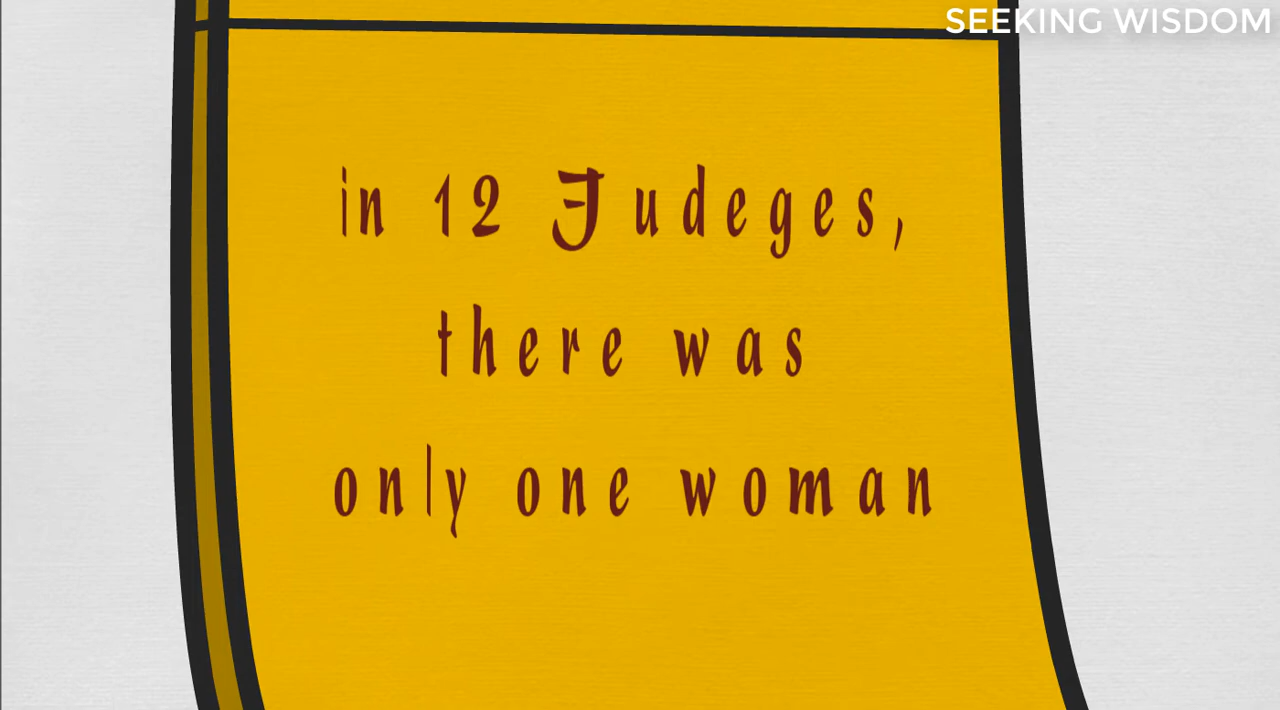 SEEKING WISDOM
in 12 Judeges,
there was
only one woman